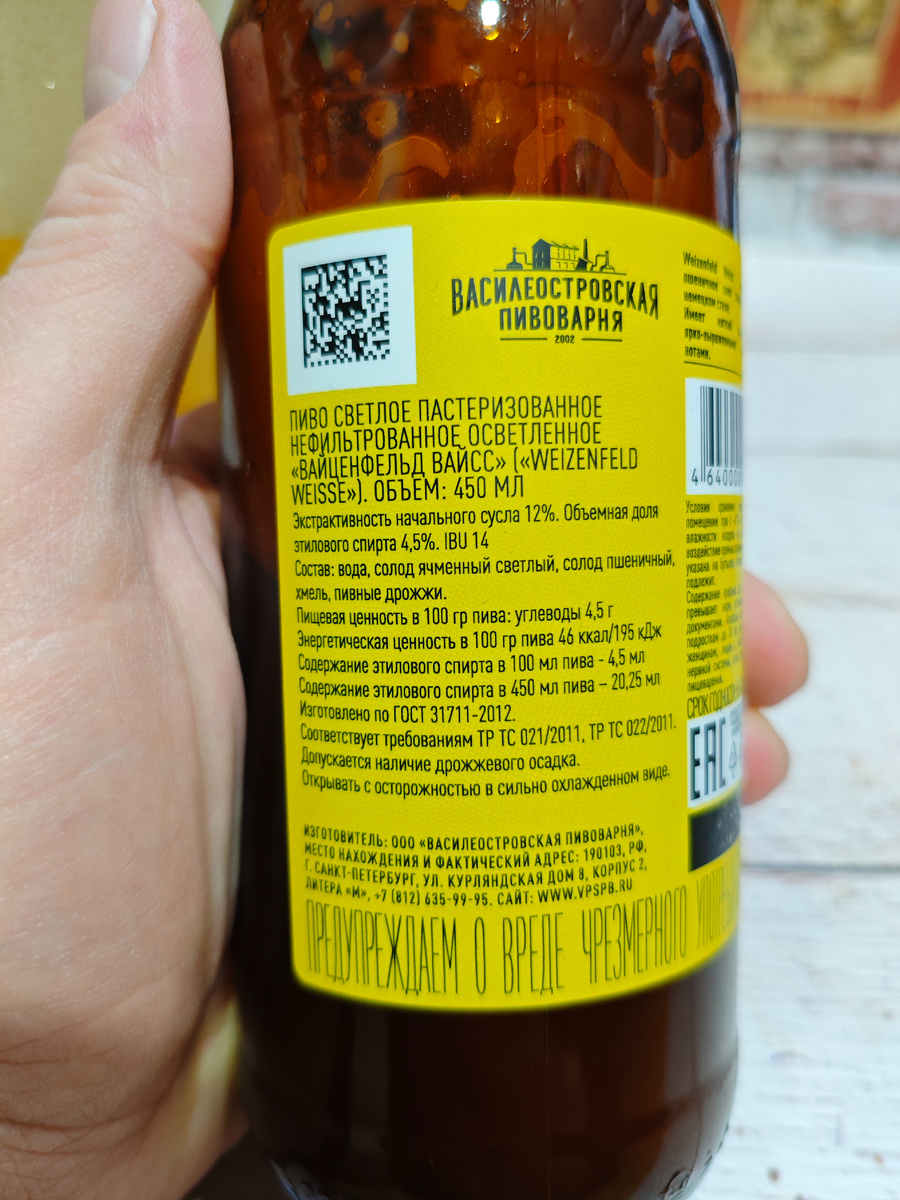 ВАСИЛЕОСТРОВСКАЯ
ПИВОВАРНЯ
2002
ПИВО СВЕТЛОЕ ПАСТЕРИЗОВАННОЕ
НЕФИЛЬТРОВАННОЕ ОСВЕТЛЕННОЕ
«ВАЙЦЕНФЕЛЬД ВАЙСС» («WEIZENFELD
WEISSE»). ОБЪЕМ: 450 МЛ
Экстрактивность начального сусла 12%. Объемная доля
этилового спирта 4,5%. IBU 14
Состав: вода, солод ячменный светлый, солод пшеничный,
хмель, пивные дрожжи.
Пищевая ценность в 100 гр пива: углеводы 4,5 г
Энергетическая ценность в 100 гр пива 46 ккал/195 кДж
Содержание этилового спирта в 100 мл пива - 4,5 мл
Содержание этилового спирта в 450 мл пива – 20,25 мл
Изготовлено по ГОСТ 31711-2012.
Соответствует требованиям ТР ТС 021/2011, ТР ТС 022/2011.
Допускается наличие дрожжевого осадка.
Открывать с осторожностью в сильно охлажденном виде.
ИЗГОТОВИТЕЛЬ: ООО «ВАСИЛЕОСТРОВСКАЯ ПИВОВАРНЯ»,
МЕСТО НАХОЖДЕНИЯ И ФАКТИЧЕСКИЙ АДРЕС: 190103, РФ,
Г. САНКТ-ПЕТЕРБУРГ, УЛ. КУРЛЯНДСКАЯ ДОМ 8, КОРПУС 2,
ЛИТЕРА «М», +7 (812) 635-99-95. САЙТ: WWW.VPSPB.RU
ПРЕДУПРЕЖДАЕМ О ВРЕДЕ ЧРЕЗМЕРНОГО
Weizenfeld
пшеничное
немецком стиле.
Имеет
нотами.
4 640000
Условия
СРОК ГОДНОСТИ
EAC